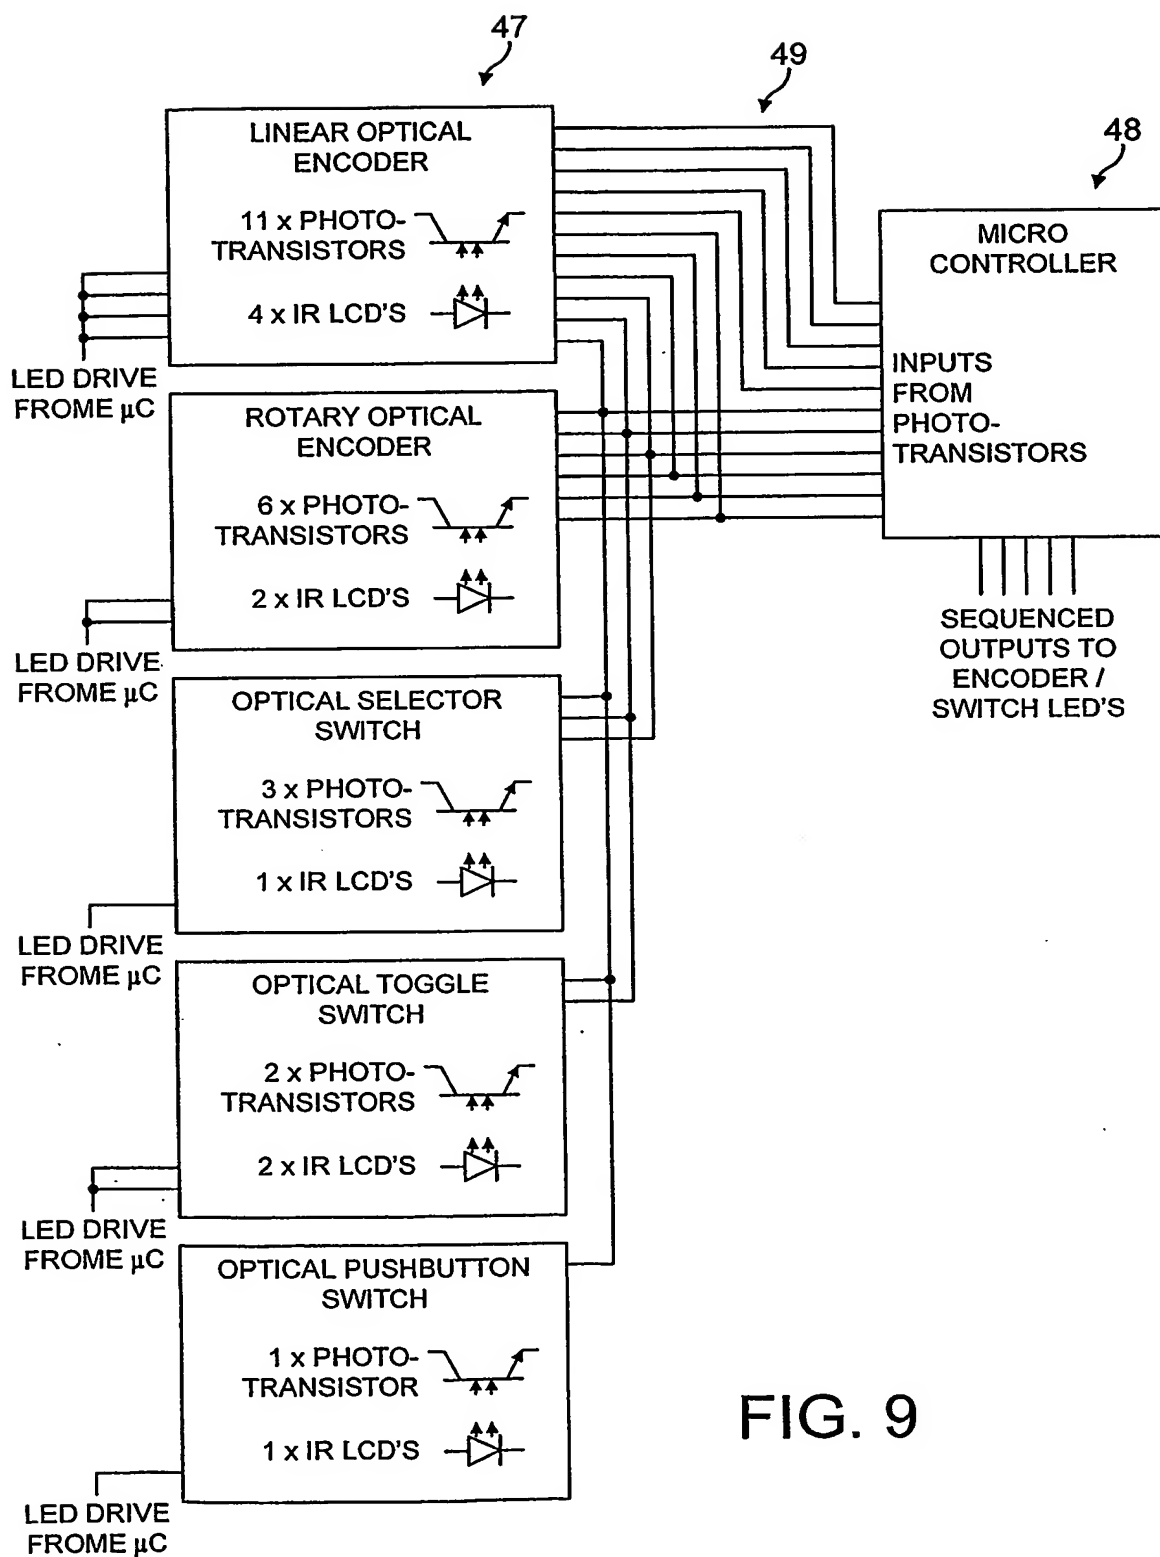 47
49
48
LINEAR OPTICAL
ENCODER
11 x PHOTO-
TRANSISTORS
4 x IR LCD'S
LED DRIVE
FROME µC
MICRO
CONTROLLER
INPUTS
FROM
PHOTO-
TRANSISTORS
SEQUENCED
OUTPUTS TO
ENCODER /
SWITCH LED'S
ROTARY OPTICAL
ENCODER
6 x PHOTO-
TRANSISTORS
2 x IR LCD'S
LED DRIVE
FROME µC
OPTICAL SELECTOR
SWITCH
3 x PHOTO-
TRANSISTORS
1 x IR LCD'S
LED DRIVE
FROME µC
OPTICAL TOGGLE
SWITCH
2 x PHOTO-
TRANSISTORS
2 x IR LCD'S
LED DRIVE
FROME µC
OPTICAL PUSHBUTTON
SWITCH
1 x PHOTO-
TRANSISTOR
1 x IR LCD'S
LED DRIVE
FROME µC
FIG. 9